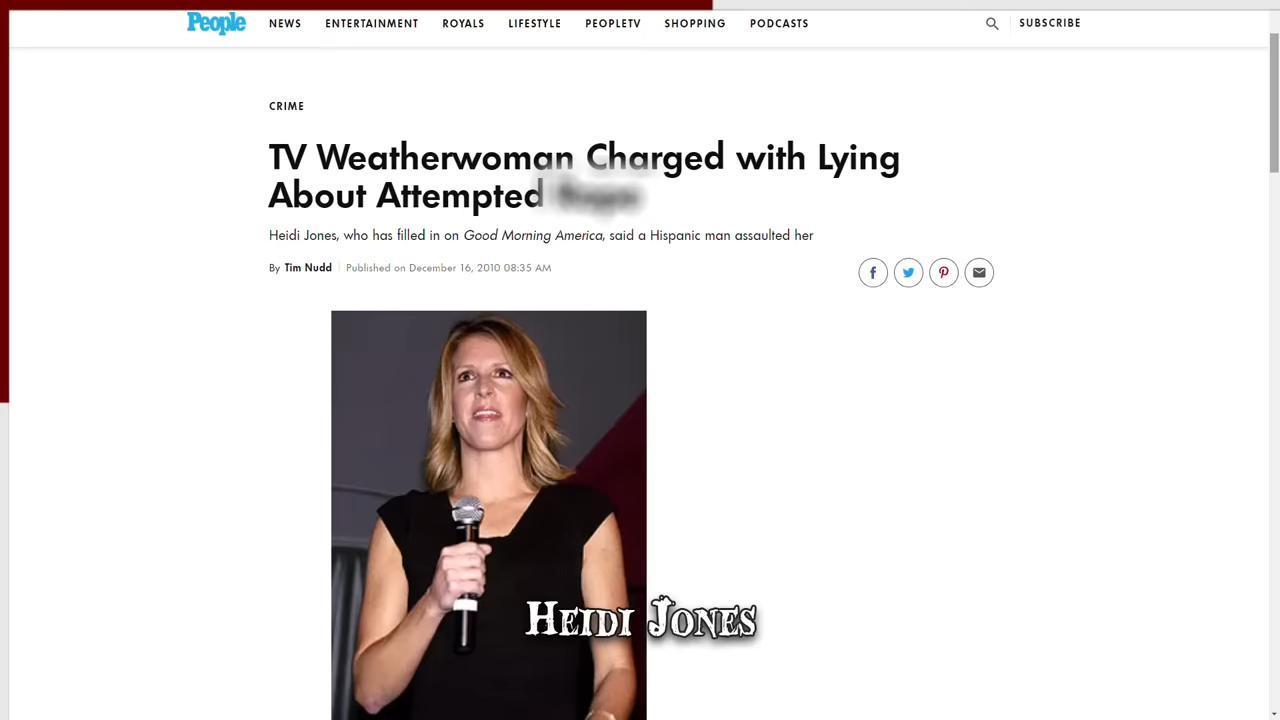 People NEWS ENTERTAINMENT ROYALS LIFESTYLE PEOPLETV SHOPPING PODCASTS SUBSCRIBE
CRIME
TV Weatherwoman Charged with Lying
About Attempted
Heidi Jones, who has filled in on Good Morning America, said a Hispanic man assaulted her
By Tim Nudd Published on December 16, 2010 08:35 AM
HEIDI JONES